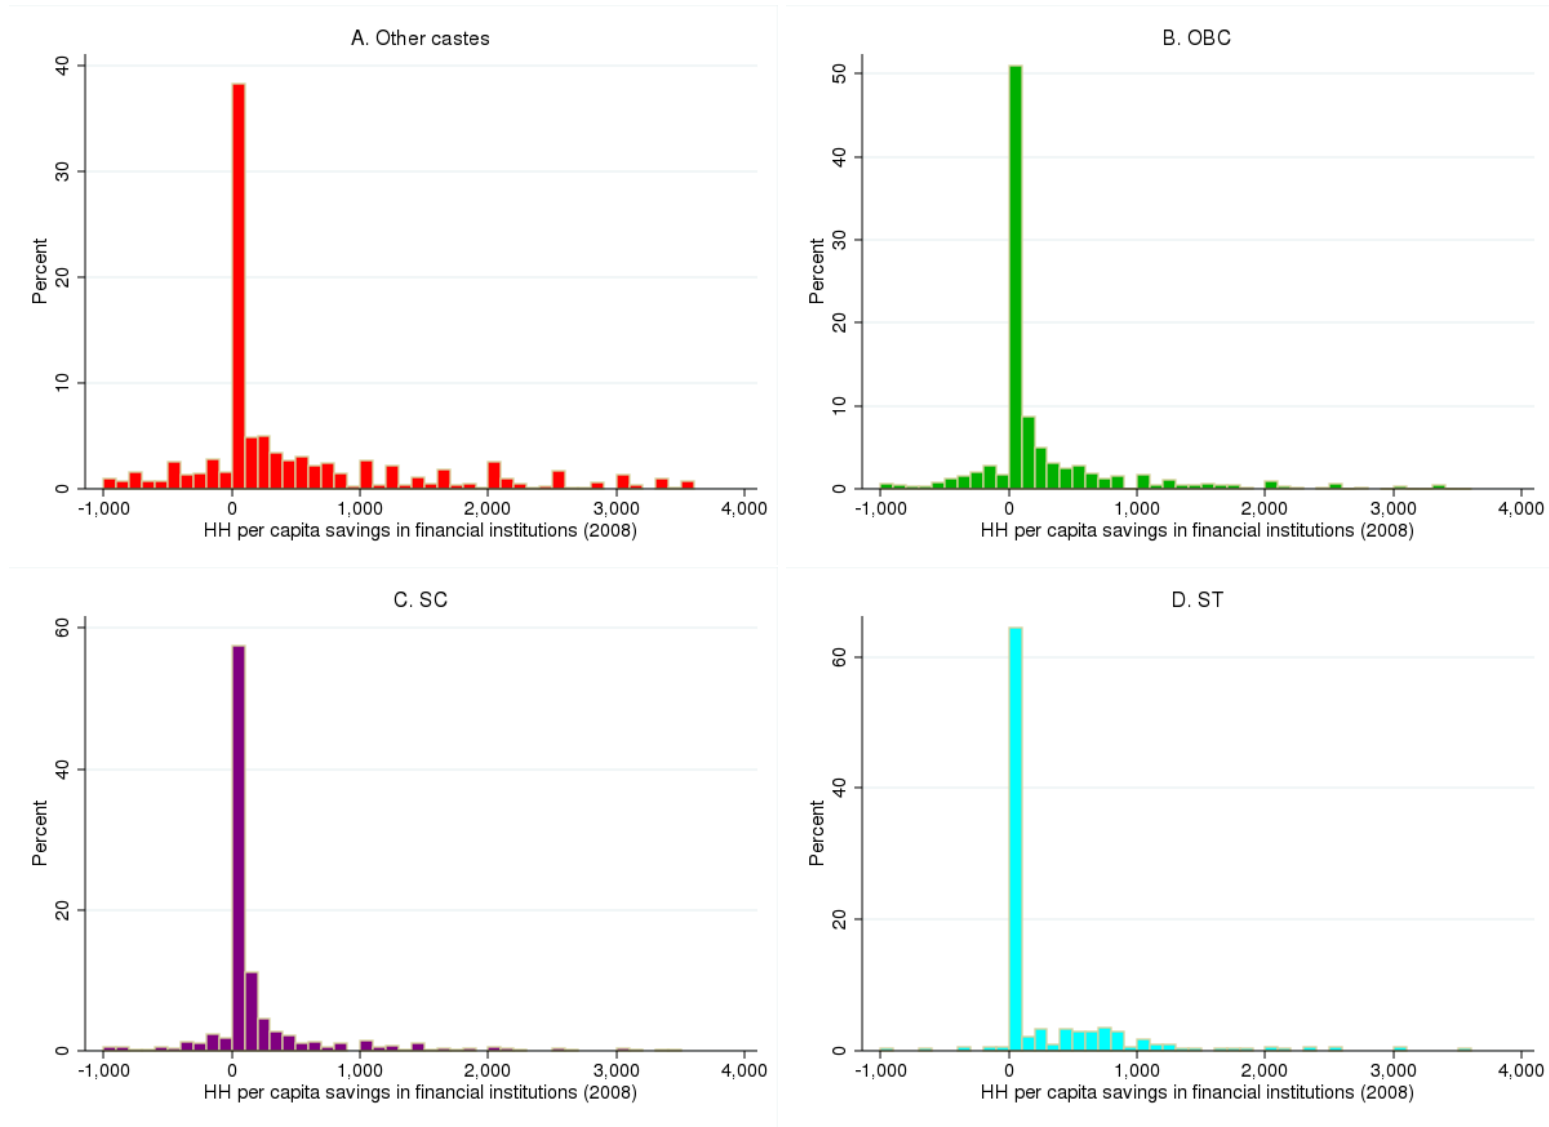 A. Other castes
40
30
20
10
0
Percent
-1,000 0 1,000 2,000 3,000 4,000
HH per capita savings in financial institutions (2008)
B. OBC
50
40
30
20
10
0
Percent
-1,000 0 1,000 2,000 3,000 4,000
HH per capita savings in financial institutions (2008)
C. SC
60
40
20
0
Percent
-1,000 0 1,000 2,000 3,000 4,000
HH per capita savings in financial institutions (2008)
D. ST
60
40
20
0
Percent
-1,000 0 1,000 2,000 3,000 4,000
HH per capita savings in financial institutions (2008)